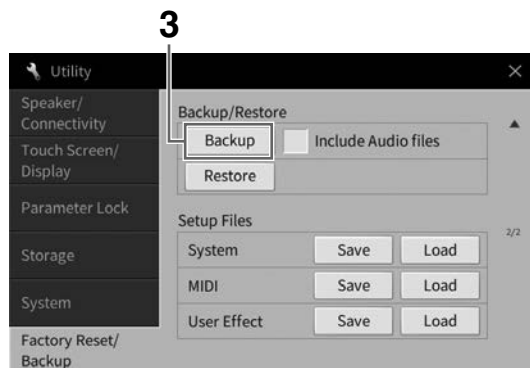 3
Utility
Speaker/
Connectivity
Touch Screen/
Display
Parameter Lock
Storage
System
Factory Reset/
Backup
Backup/Restore
Backup
Include Audio files
Restore
Setup Files
System Save Load
MIDI Save Load
User Effect Save Load
2/2